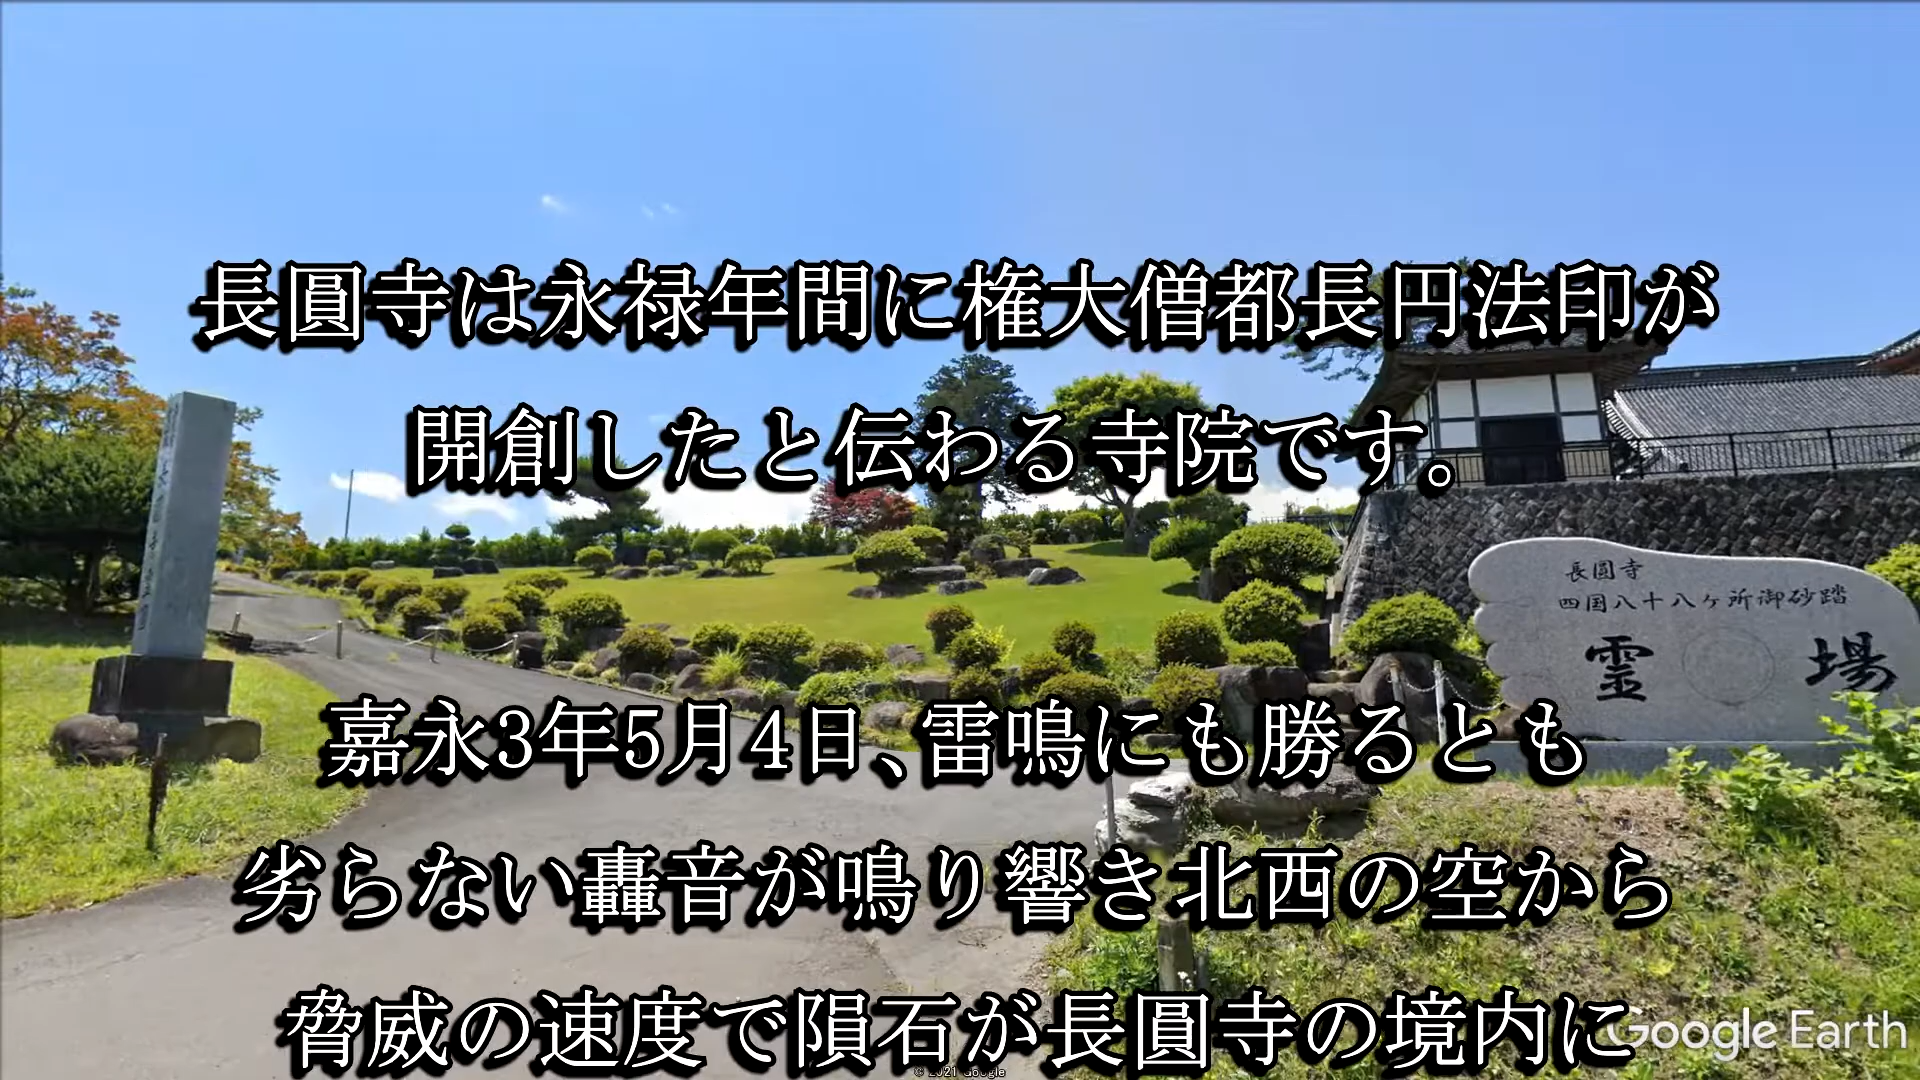 長圓寺は永禄年間に権大僧都長円法印が
開創したと伝わる寺院です。
長圓寺
四国八十八ヶ所御砂踏
霊場
嘉永3年5月4日、雷鳴にも勝るとも
劣らない轟音が鳴り響き北西の空から
脅威の速度で隕石が長圓寺の境内に
Google Earth
© 2021 Google